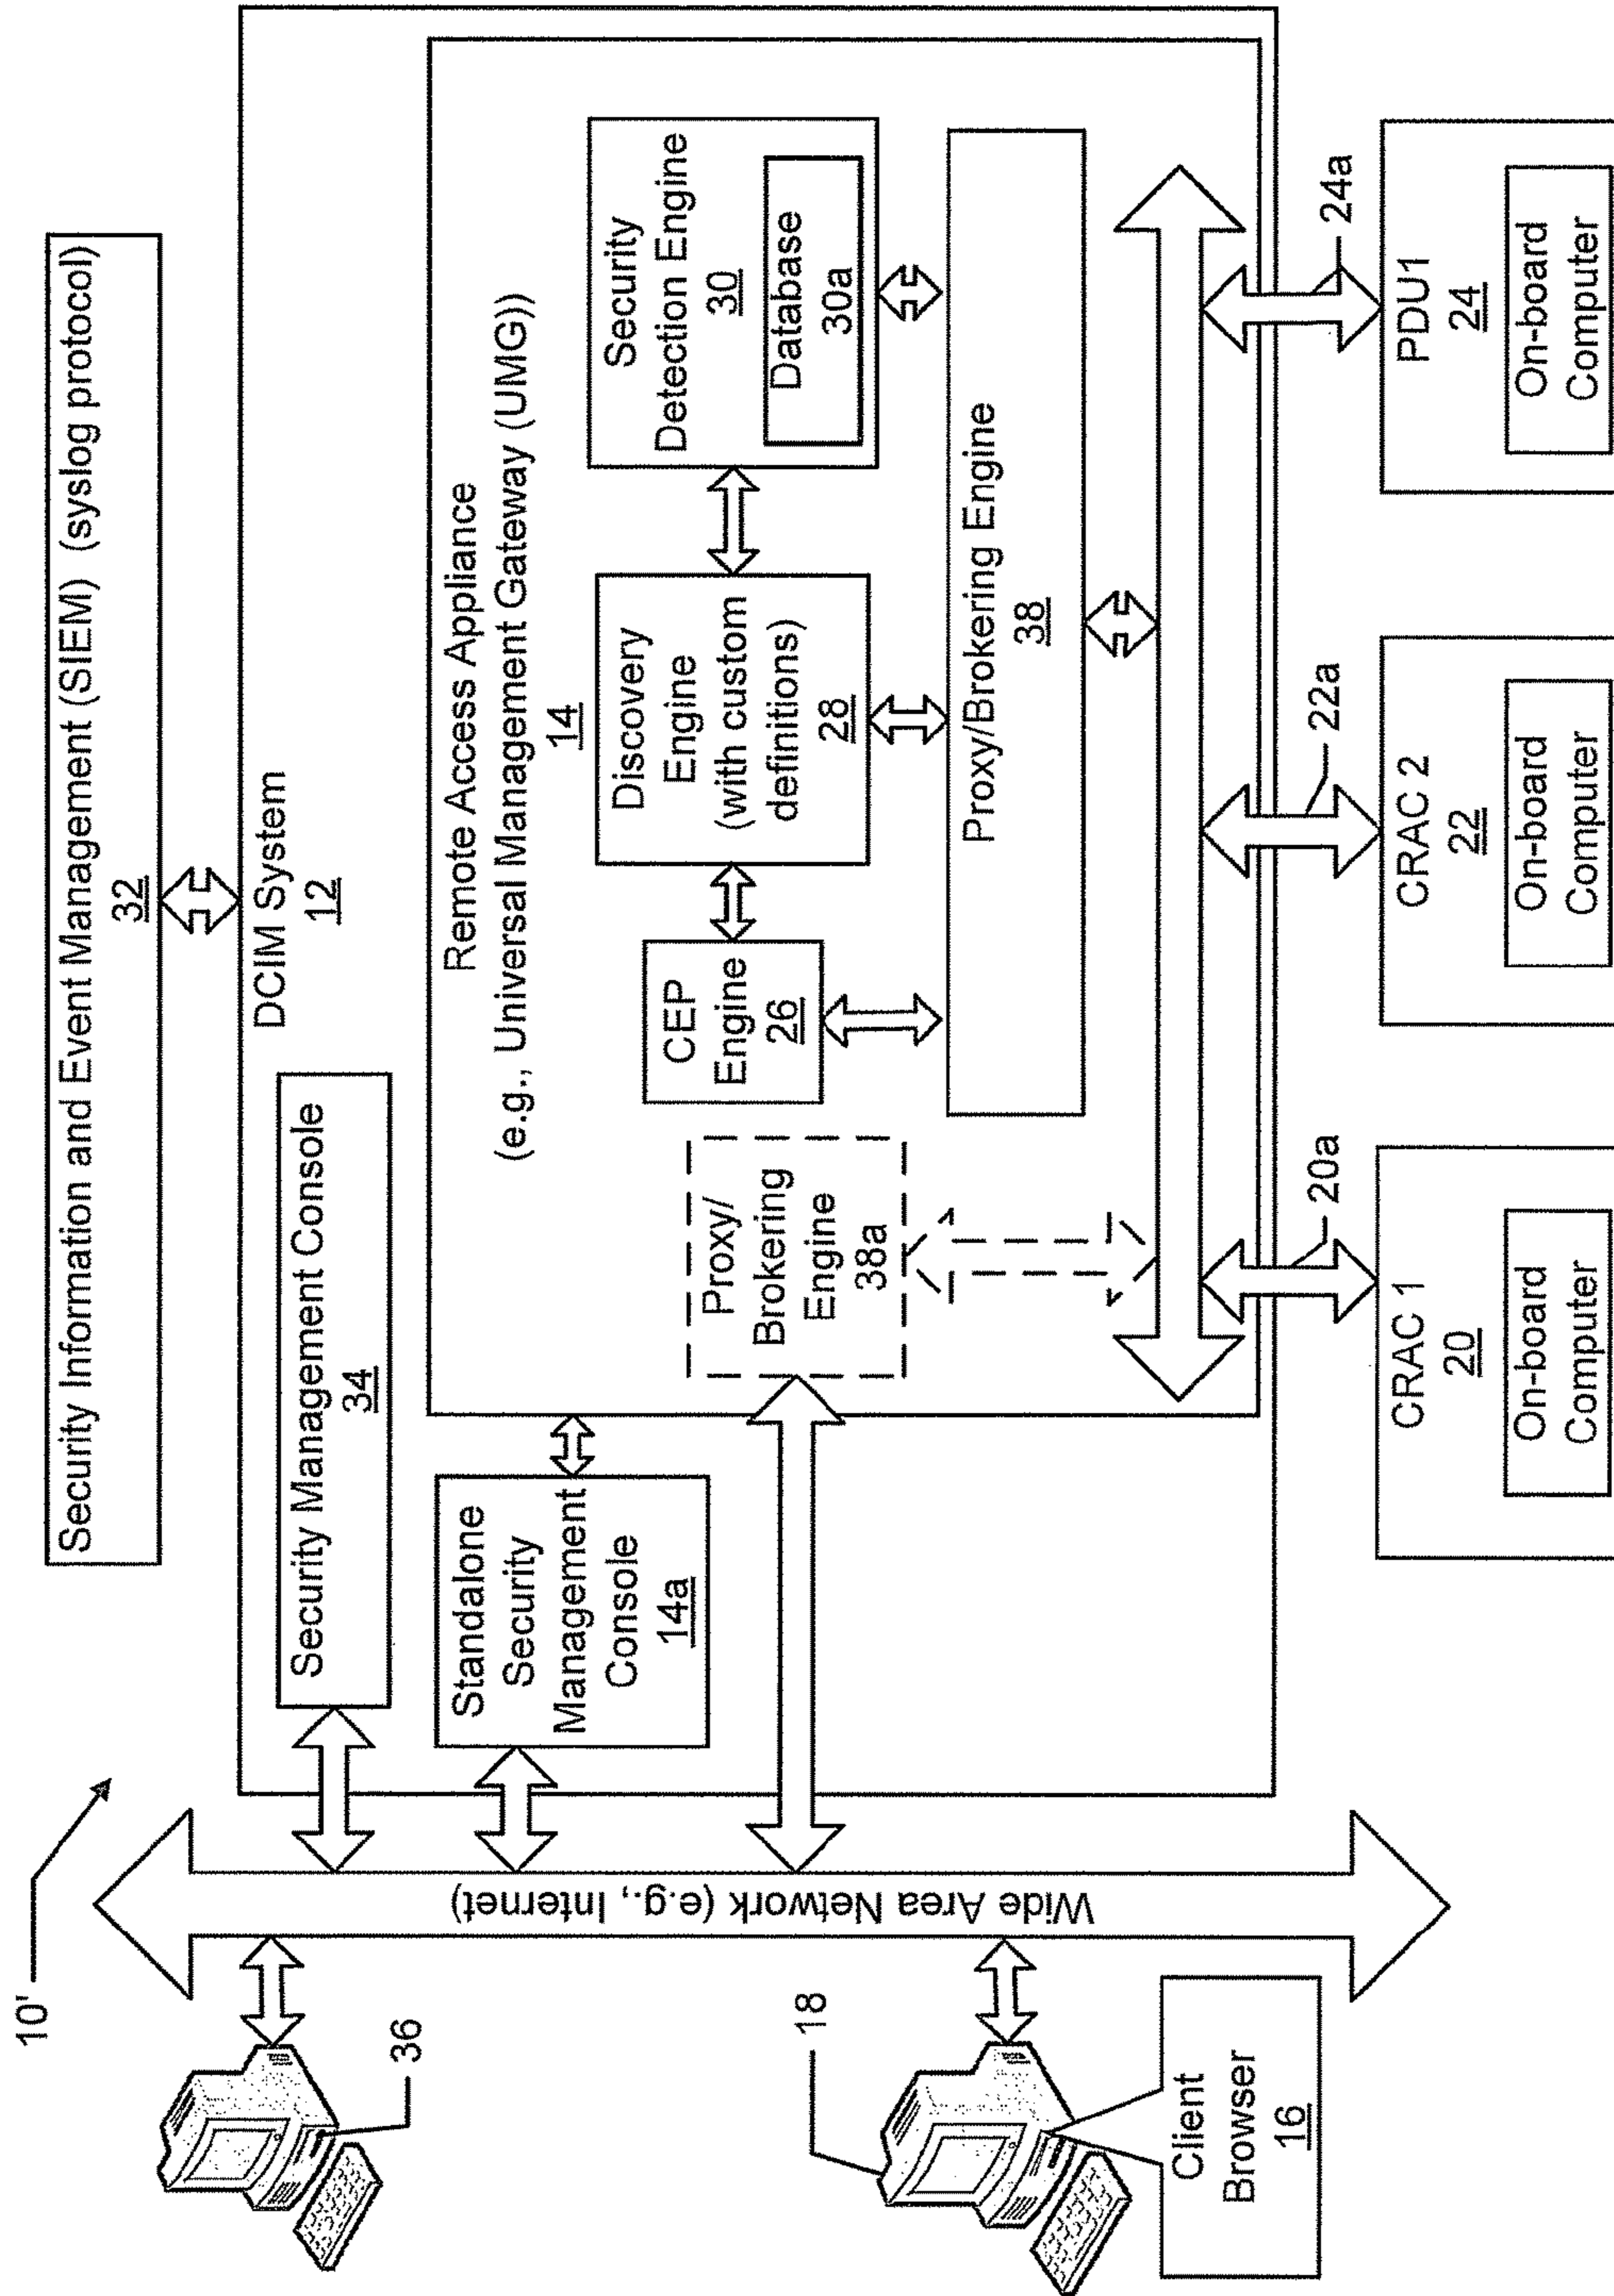 10'
Security Information and Event Management (SIEM) (syslog protocol)
32
DCIM System
12
Security Management Console
34
Remote Access Appliance
(e.g., Universal Management Gateway (UMG))
14
Standalone
Security
Management
Console
14a
Proxy/
Brokering
Engine
38a
CEP
Engine
26
Discovery
Engine
(with custom
definitions)
28
Security
Detection Engine
30
Database
30a
Proxy/Brokering Engine
38
Wide Area Network (e.g., Internet)
36
18
Client
Browser
16
20a
22a
24a
CRAC 1
20
On-board
Computer
CRAC 2
22
On-board
Computer
PDU1
24
On-board
Computer